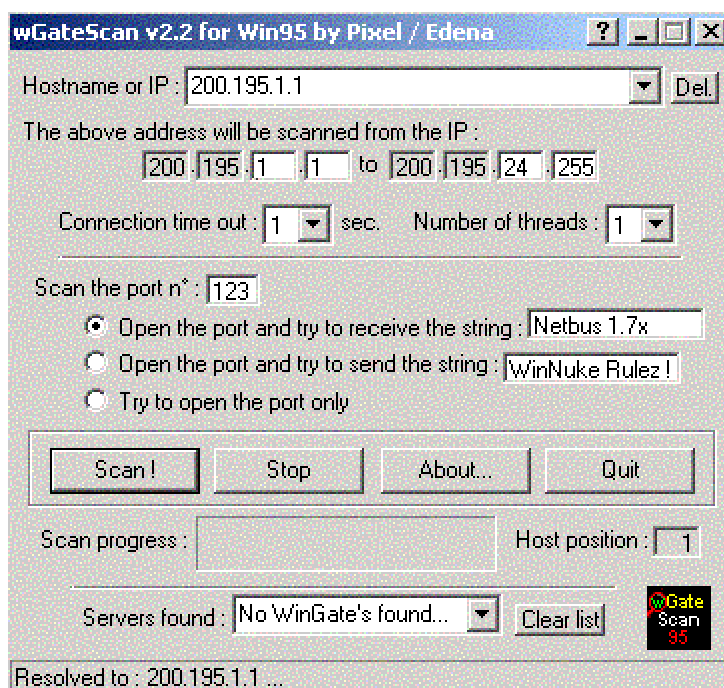 wGateScan v2.2 for Win95 by Pixel / Edena
Hostname or IP : 200.195.1.1 Del.
The above address will be scanned from the IP :
200 . 195 . 1 . 1 to 200 . 195 . 24 . 255
Connection time out : 1 sec. Number of threads : 1
Scan the port n° : 123
Open the port and try to receive the string : Netbus 1.7x
Open the port and try to send the string : WinNuke Rulez !
Try to open the port only
Scan ! Stop About... Quit
Scan progress : Host position : 1
Servers found : No WinGate's found... Clear list
wGate
Scan
95
Resolved to : 200.195.1.1 ...